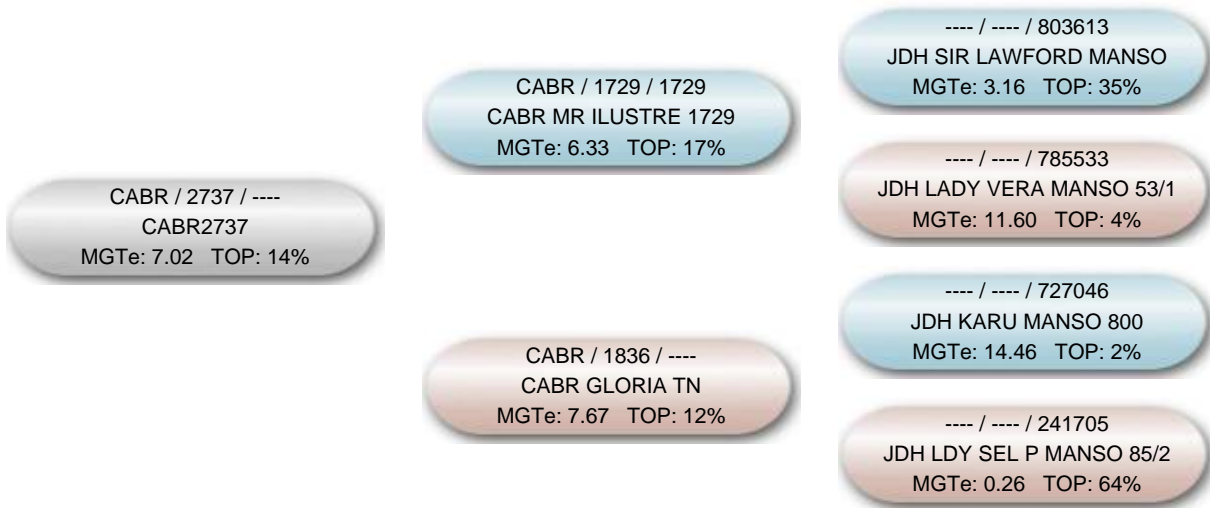 CABR / 2737 / ----
CABR2737
MGTe: 7.02 TOP: 14%
CABR / 1729 / 1729
CABR MR ILUSTRE 1729
MGTe: 6.33 TOP: 17%
CABR / 1836 / ----
CABR GLORIA TN
MGTe: 7.67 TOP: 12%
---- / ---- / 803613
JDH SIR LAWFORD MANSO
MGTe: 3.16 TOP: 35%
---- / ---- / 785533
JDH LADY VERA MANSO 53/1
MGTe: 11.60 TOP: 4%
---- / ---- / 727046
JDH KARU MANSO 800
MGTe: 14.46 TOP: 2%
---- / ---- / 241705
JDH LDY SEL P MANSO 85/2
MGTe: 0.26 TOP: 64%